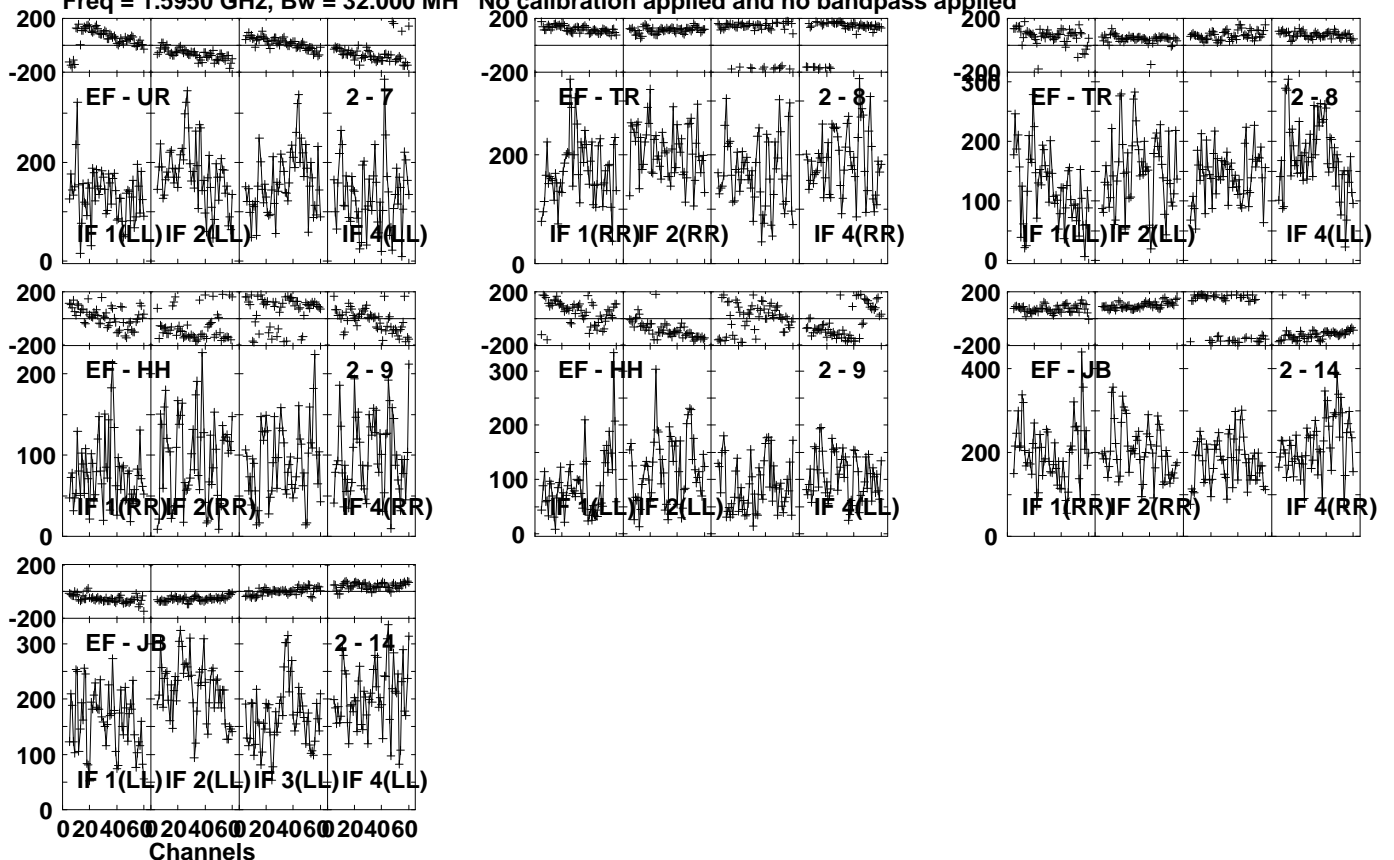 Freq = 1.5950 GHz, Bw = 32.000 MH No calibration applied and no bandpass applied
200
-200
EF - UR 2 - 7
200
IF 1(LL) IF 2(LL) IF 4(LL)
0
200
-200
EF - TR 2 - 8
200
IF 1(RR) IF 2(RR) IF 4(RR)
0
200
-200
300
EF - TR 2 - 8
200
100
IF 1(LL) IF 2(LL) IF 4(LL)
0
200
-200
EF - HH 2 - 9
200
100
IF 1(RR) IF 2(RR) IF 4(RR)
0
200
-200
EF - HH 2 - 9
300
200
100
IF 1(LL) IF 2(LL) IF 4(LL)
0
200
-200
EF - JB 2 - 14
400
200
IF 1(RR) IF 2(RR) IF 4(RR)
0
200
-200
EF - JB 2 - 14
300
200
100
IF 1(LL) IF 2(LL) IF 3(LL) IF 4(LL)
0
0 20 40 60 0 20 40 60 0 20 40 60 0 20 40 60
Channels